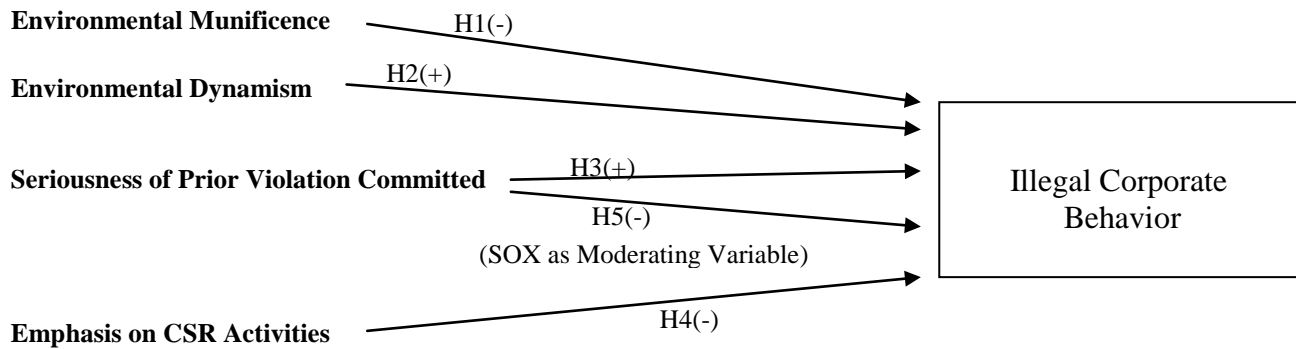 Environmental Munificence
H1(-)
Environmental Dynamism
H2(+)
Seriousness of Prior Violation Committed
H3(+)
H5(-)
(SOX as Moderating Variable)
Emphasis on CSR Activities
H4(-)
Illegal Corporate
Behavior